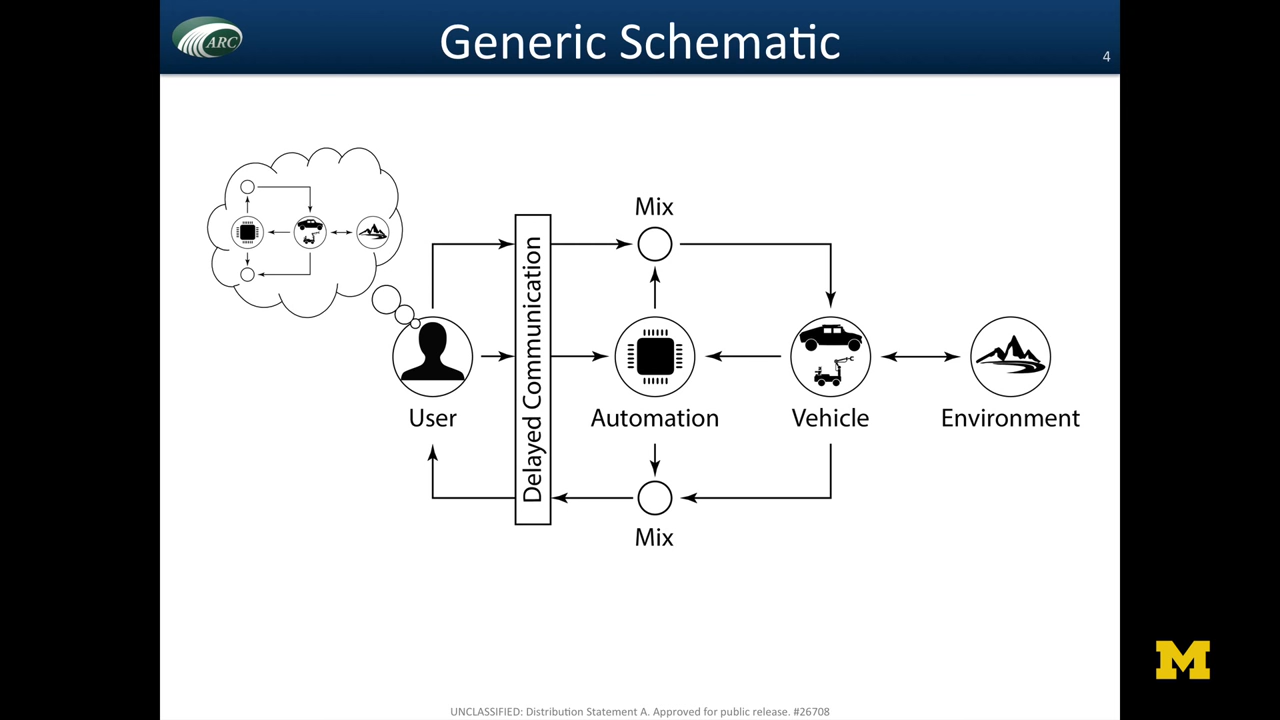 ARC
Generic Schematic
4
Mix
Delayed Communication
User
Automation
Vehicle
Environment
Mix
M
UNCLASSIFIED: Distribution Statement A. Approved for public release. #26708